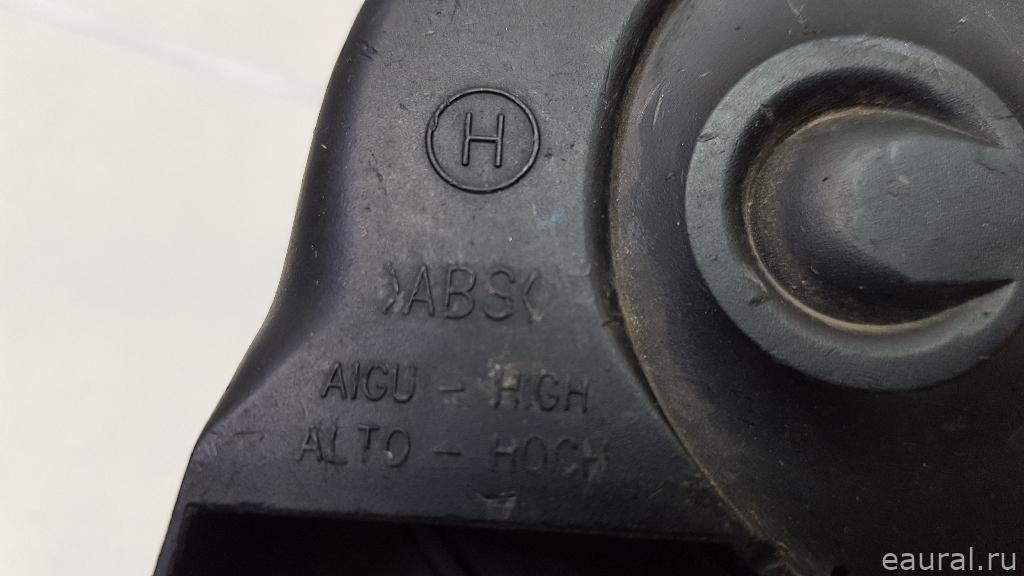 H
>ABS<
AIGU - HIGH
ALTO - HOCH
eaural.ru